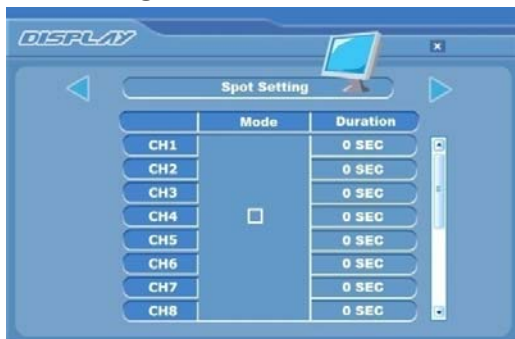 DISPLAY
Spot Setting
Mode Duration
CH1 0 SEC
CH2 0 SEC
CH3 0 SEC
CH4 0 SEC
CH5 0 SEC
CH6 0 SEC
CH7 0 SEC
CH8 0 SEC